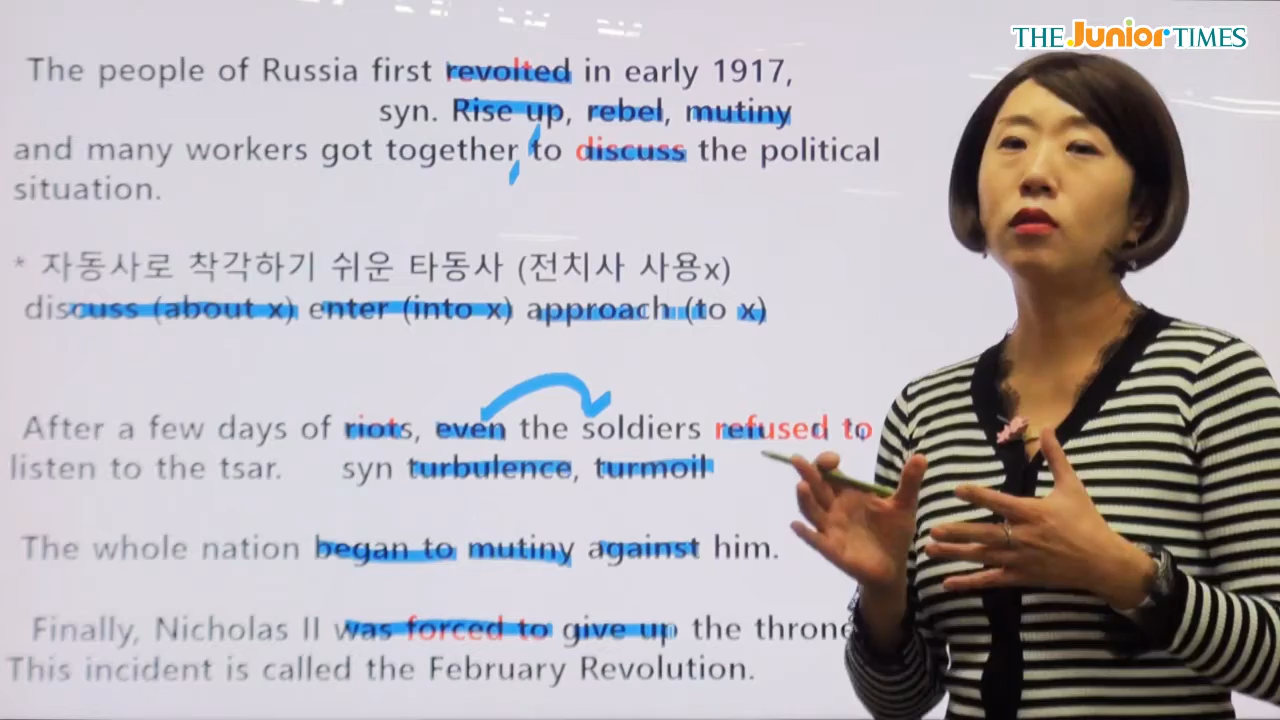 THE Junior TIMES
The people of Russia first revolted in early 1917,
syn. Rise up, rebel, mutiny
and many workers got together to discuss the political
situation.
* 자동사로 착각하기 쉬운 타동사 (전치사 사용x)
discuss (about x) enter (into x) approach (to x)
After a few days of riots, even the soldiers refused to
listen to the tsar. syn turbulence, turmoil
The whole nation began to mutiny against him.
Finally, Nicholas II was forced to give up the throne
This incident is called the February Revolution.